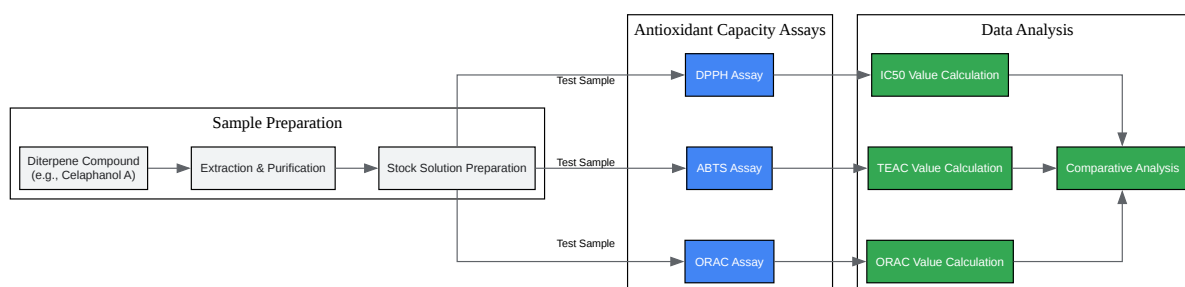 Antioxidant Capacity Assays
Data Analysis
DPPH Assay
IC50 Value Calculation
Test Sample
Sample Preparation
Diterpene Compound
(e.g., Celaphanol A)
Extraction & Purification
Stock Solution Preparation
Test Sample
ABTS Assay
TEAC Value Calculation
Comparative Analysis
Test Sample
ORAC Assay
ORAC Value Calculation